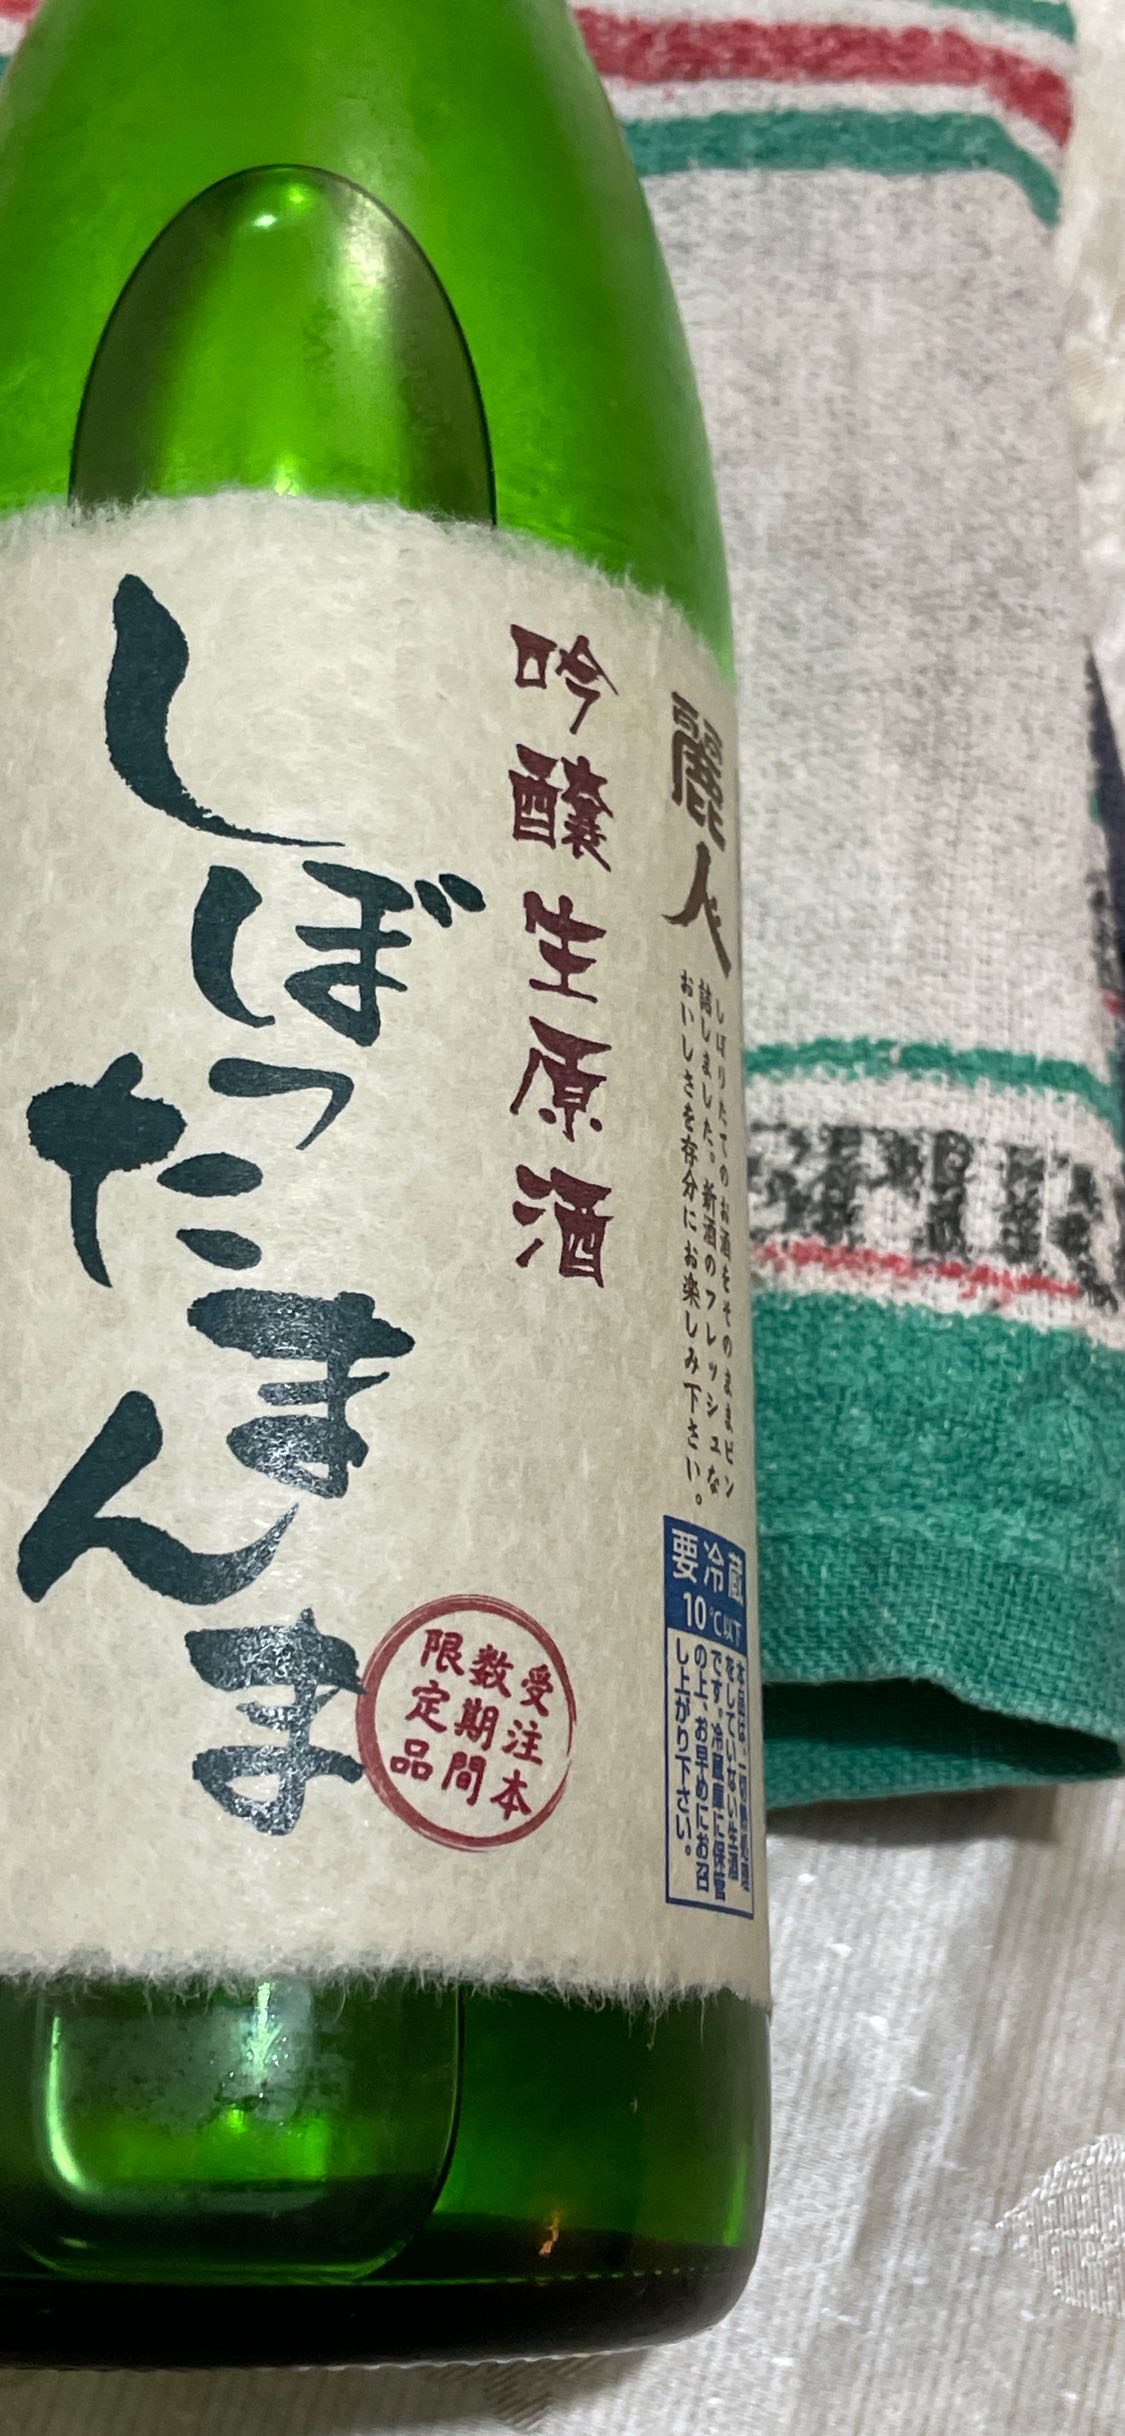 麗人
しぼりたてのお酒をそのままビン
詰しました。新酒のフレッシュな
おいしさを存分にお楽しみ下さい。
要冷蔵
10℃以下
本品は、一切熱処理
をしていない生酒
です。冷蔵庫に保管
の上、お早めにお召
し上がり下さい。
吟醸生原酒
しぼっ
たまんま
受注本
数期間
限定品